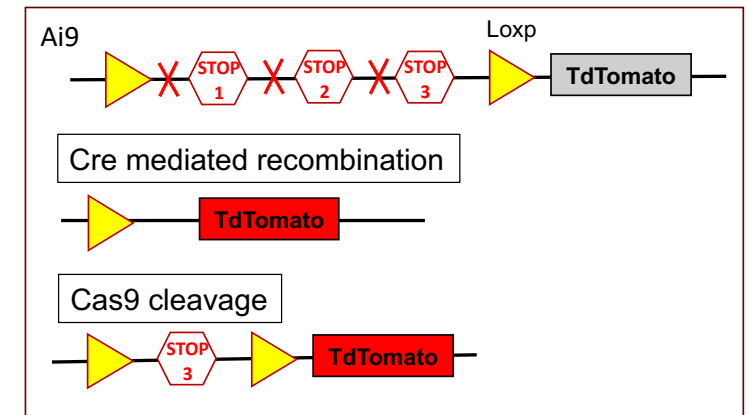 Ai9
Loxp
STOP
1
STOP
2
STOP
3
TdTomato
Cre mediated recombination
TdTomato
Cas9 cleavage
STOP
3
TdTomato